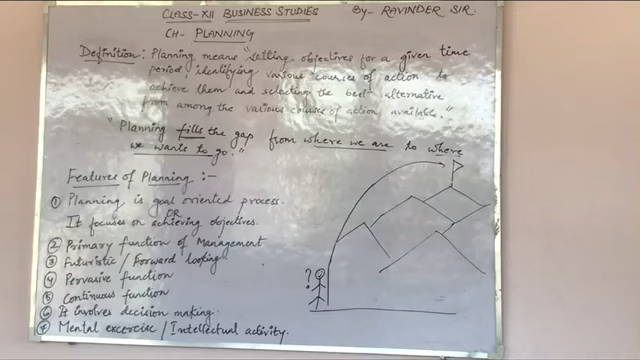 CLASS-XII BUSINESS STUDIES By- RAVINDER SIR.
CH- PLANNING
Definition: Planning means "setting objectives for a given time
period, identifying various courses of action to
achieve them and selecting the best alternative
from among the various courses of action available."
"Planning fills the gap from where we are to where
we wants to go."
Features of Planning :-
① Planning is goal oriented process.
OR
It focuses on achieving objectives.
② Primary function of Management
③ Futuristic / Forward looking
④ Pervasive function
⑤ Continuous function
⑥ It involves decision making.
⑦ Mental excercise / Intellectual activity.
?